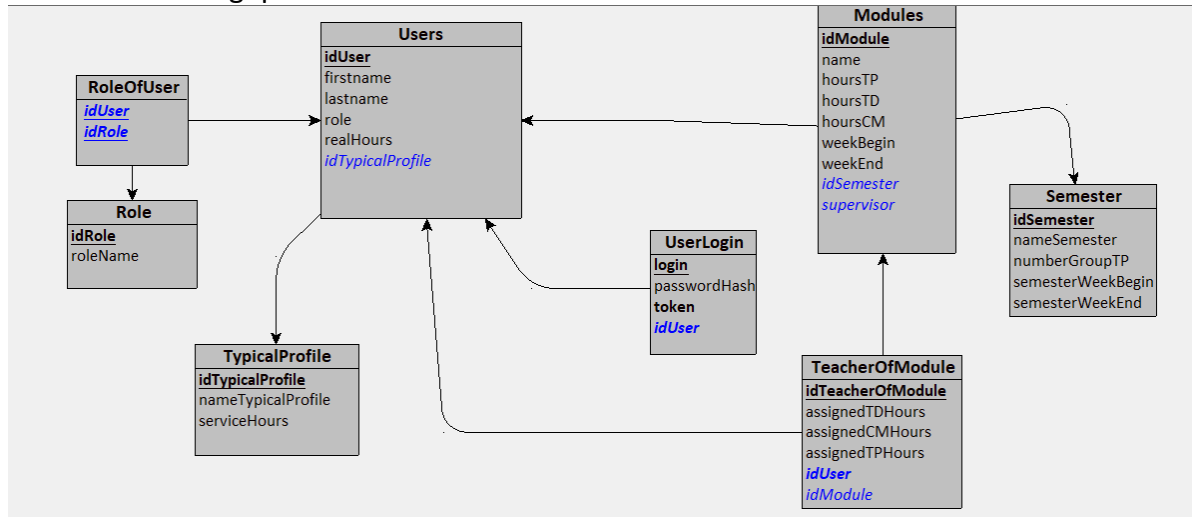 Modules
idModule
name
hoursTP
hoursTD
hoursCM
weekBegin
weekEnd
idSemester
supervisor
Users
idUser
firstname
lastname
role
realHours
idTypicalProfile
RoleOfUser
idUser
idRole
Role
idRole
roleName
Semester
idSemester
nameSemester
numberGroupTP
semesterWeekBegin
semesterWeekEnd
UserLogin
login
passwordHash
token
idUser
TypicalProfile
idTypicalProfile
nameTypicalProfile
serviceHours
TeacherOfModule
idTeacherOfModule
assignedTDHours
assignedCMHours
assignedTPHours
idUser
idModule